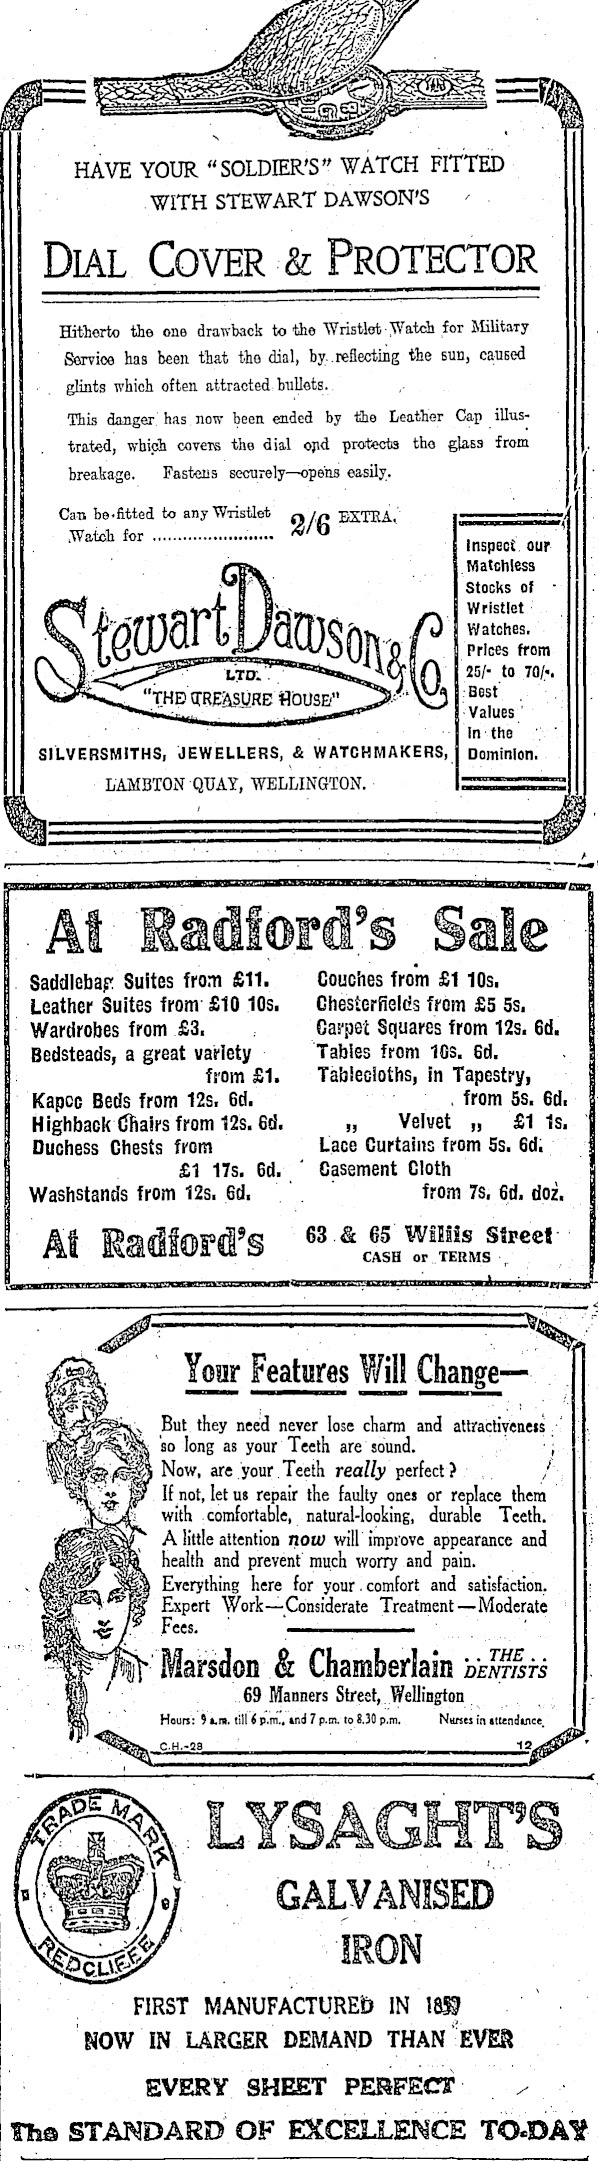 HAVE YOUR "SOLDIER'S" WATCH FITTED
WITH STEWART DAWSON'S
DIAL COVER & PROTECTOR
Hitherto the one drawback to the Wristlet Watch for Military
Service has been that the dial, by reflecting the sun, caused
glints which often attracted bullets.
This danger has now been ended by the Leather Cap illus-
trated, which covers the dial and protects the glass from
breakage. Fastens securely—opens easily.
Can be fitted to any Wristlet
Watch for ........................ 2/6 EXTRA.
Stewart Dawson & Co.
LTD.
"THE TREASURE HOUSE"
SILVERSMITHS, JEWELLERS, & WATCHMAKERS,
LAMBTON QUAY, WELLINGTON.
Inspect our
Matchless
Stocks of
Wristlet
Watches.
Prices from
25/- to 70/-.
Best
Values
in the
Dominion.
At Radford's Sale
Saddlebag Suites from £11.
Leather Suites from £10 10s.
Wardrobes from £3.
Bedsteads, a great variety
from £1.
Kapoc Beds from 12s. 6d.
Highback Chairs from 12s. 6d.
Duchess Chests from
£1 17s. 6d.
Washstands from 12s. 6d.
Couches from £1 10s.
Chesterfields from £5 5s.
Carpet Squares from 12s. 6d.
Tables from 10s. 6d.
Tablecloths, in Tapestry,
from 5s. 6d.
„ Velvet „ £1 1s.
Lace Curtains from 5s. 6d.
Casement Cloth
from 7s. 6d. doz.
At Radford's
63 & 65 Willis Street
CASH or TERMS
Your Features Will Change—
But they need never lose charm and attractiveness
so long as your Teeth are sound.
Now, are your Teeth really perfect?
If not, let us repair the faulty ones or replace them
with comfortable, natural-looking, durable Teeth.
A little attention now will improve appearance and
health and prevent much worry and pain.
Everything here for your comfort and satisfaction.
Expert Work—Considerate Treatment—Moderate
Fees.
Marsdon & Chamberlain .. THE ..
DENTISTS
69 Manners Street, Wellington
Hours: 9 a.m. till 6 p.m., and 7 p.m. to 8.30 p.m. Nurses in attendance.
C.H.-28 12
TRADE MARK
REDCLIFFE
LYSAGHT'S
GALVANISED
IRON
FIRST MANUFACTURED IN
NOW IN LARGER DEMAND THAN EVER
EVERY SHEET PERFECT
The STANDARD OF EXCELLENCE TO-DAY